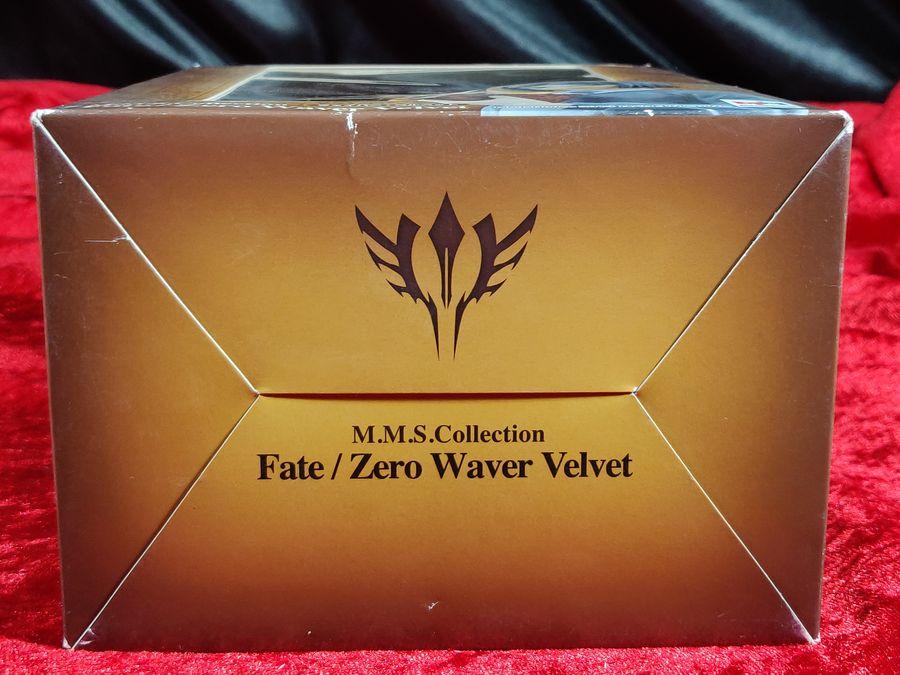 M.M.S.Collection
Fate / Zero Waver Velvet